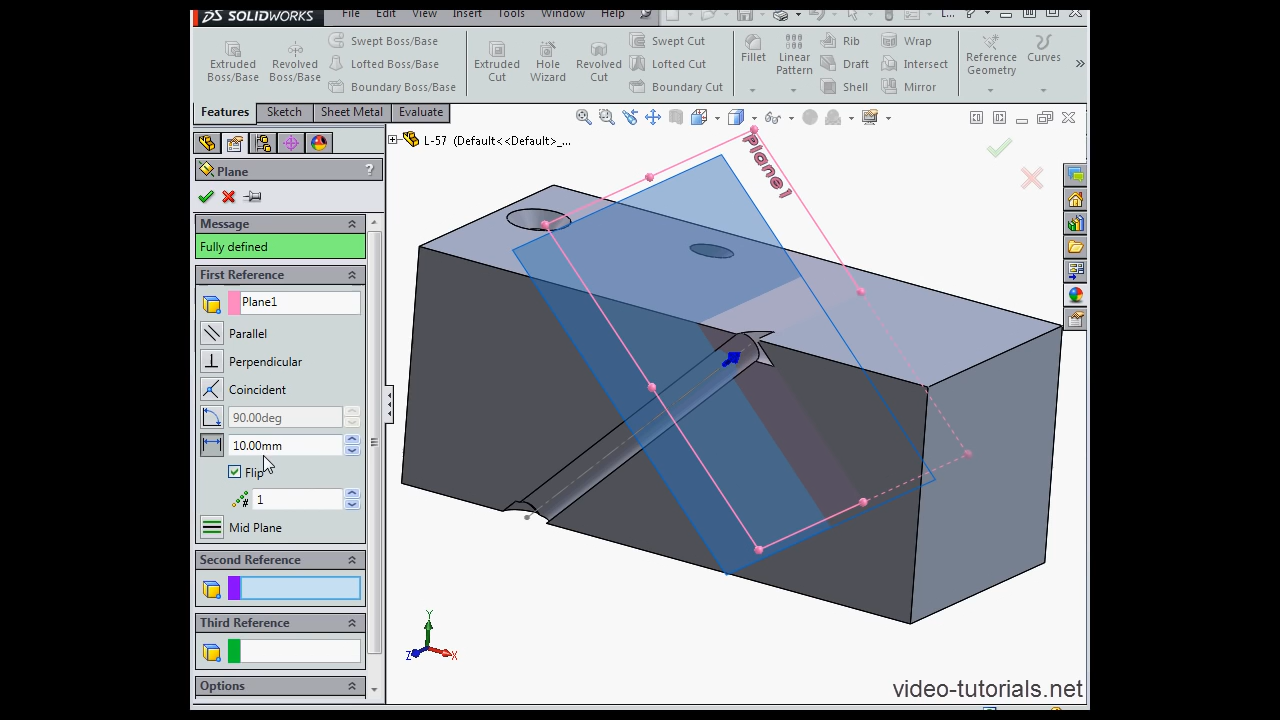 SOLIDWORKS File Edit View Insert Tools Window Help L... ?
Extruded Boss/Base
Revolved Boss/Base
Swept Boss/Base
Lofted Boss/Base
Boundary Boss/Base
Extruded Cut
Hole Wizard
Revolved Cut
Swept Cut
Lofted Cut
Boundary Cut
Fillet
Linear Pattern
Rib
Draft
Shell
Wrap
Intersect
Mirror
Reference Geometry
Curves
Features Sketch Sheet Metal Evaluate
L-57 (Default<<Default>_...
Plane ?
Message
Fully defined
First Reference
Plane1
Parallel
Perpendicular
Coincident
90.00deg
10.00mm
Flip
# 1
Mid Plane
Second Reference
Third Reference
Options
Plane1
Y
Z
X
video-tutorials.net